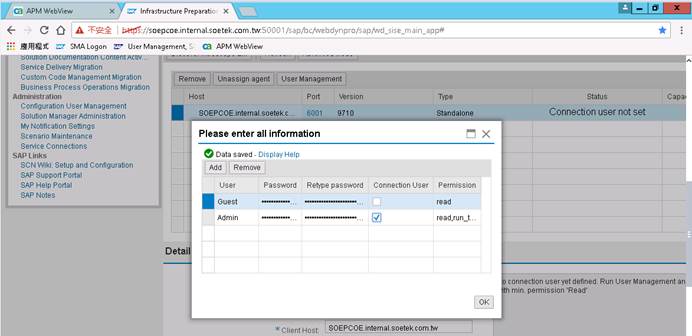 APM WebView
Infrastructure Preparation
不安全
https://soepcoe.internal.soetek.com.tw:50001/sap/bc/webdynpro/sap/wd_sise_main_app#
應用程式
SMA Logon
User Management, S
APM WebView
Solution Documentation Content Activ...
Service Delivery Migration
Custom Code Management Migration
Business Process Operations Migration
Administration
Configuration User Management
Solution Manager Administration
My Notification Settings
Scenario Maintenance
Service Connections
SAP Links
SCN Wiki: Setup and Configuration
SAP Support Portal
SAP Help Portal
SAP Notes
Remove
Unassign agent
User Management
Host Port Version Type Status Capac
SOEPCOE.internal.soetek.c... 6001 9710 Standalone Connection user not set
Please enter all information
Data saved - Display Help
Add
Remove
User Password Retype password Connection User Permission
Guest read
Admin read,run_t...
OK
Detail
o connection user yet defined. Run User Management an
ith min. permission 'Read'
* Client Host: SOEPCOE.internal.soetek.com.tw